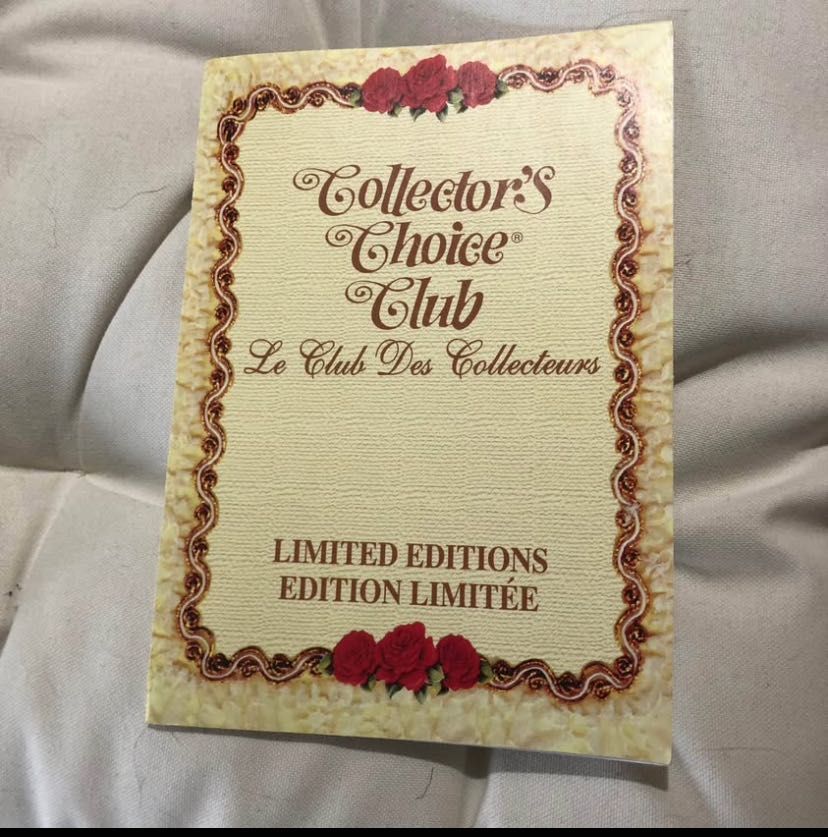 Collector's
Choice®
Club
Le Club Des Collecteurs
LIMITED EDITIONS
EDITION LIMITÉE